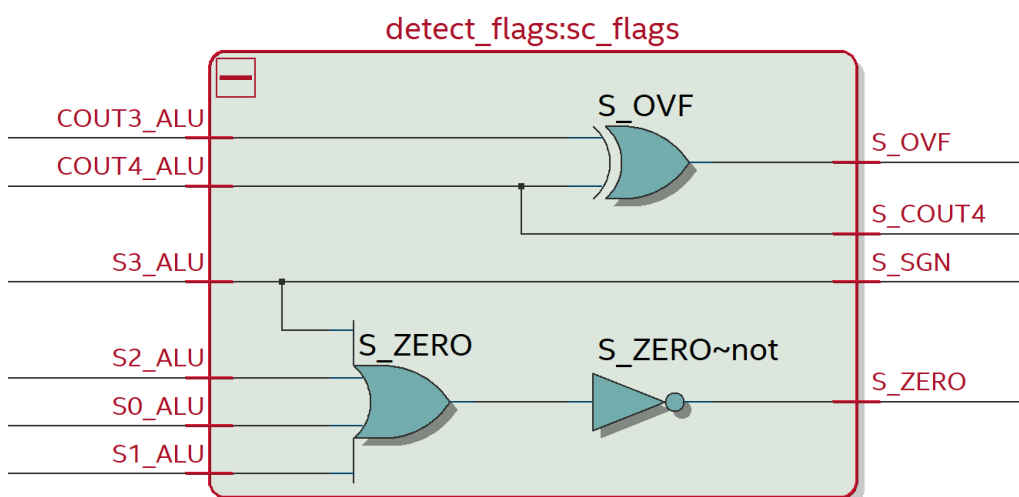 detect_flags:sc_flags
COUT3_ALU
S_OVF
S_OVF
COUT4_ALU
S_COUT4
S3_ALU
S_SGN
S2_ALU
S_ZERO
S_ZERO~not
S_ZERO
S0_ALU
S1_ALU